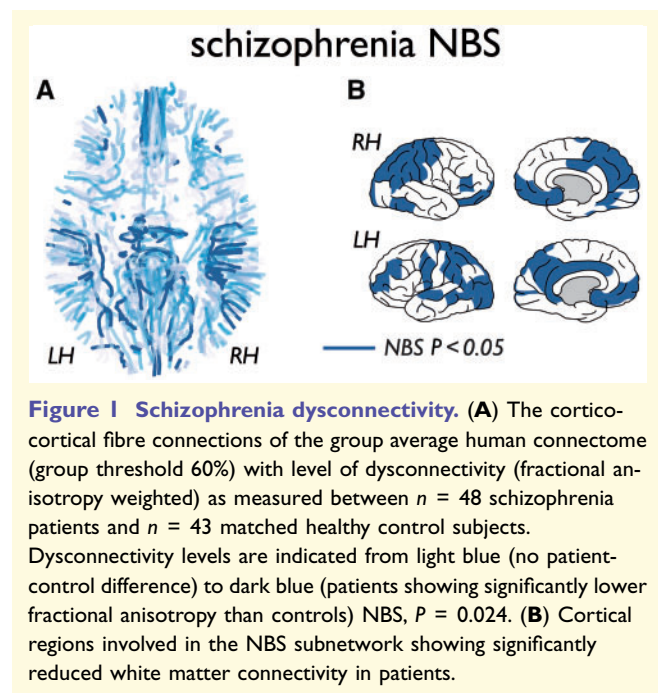 schizophrenia NBS
A
B
RH
LH
LH
RH
NBS P < 0.05
Figure 1 Schizophrenia dysconnectivity. (A) The cortico-
cortical fibre connections of the group average human connectome
(group threshold 60%) with level of dysconnectivity (fractional an-
isotropy weighted) as measured between n = 48 schizophrenia
patients and n = 43 matched healthy control subjects.
Dysconnectivity levels are indicated from light blue (no patient-
control difference) to dark blue (patients showing significantly lower
fractional anisotropy than controls) NBS, P = 0.024. (B) Cortical
regions involved in the NBS subnetwork showing significantly
reduced white matter connectivity in patients.